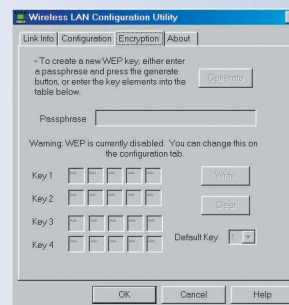 Wireless LAN Configuration Utility
Link Info Configuration Encryption About
- To create a new WEP key, either enter
a passphrase and press the generate
button, or enter the key elements into the
table below.
Generate
Passphrase
Warning: WEP is currently disabled. You can change this on
the configuration tab.
Key 1
Write
Key 2
Clear
Key 3
Key 4
Default Key 1
OK Cancel Help